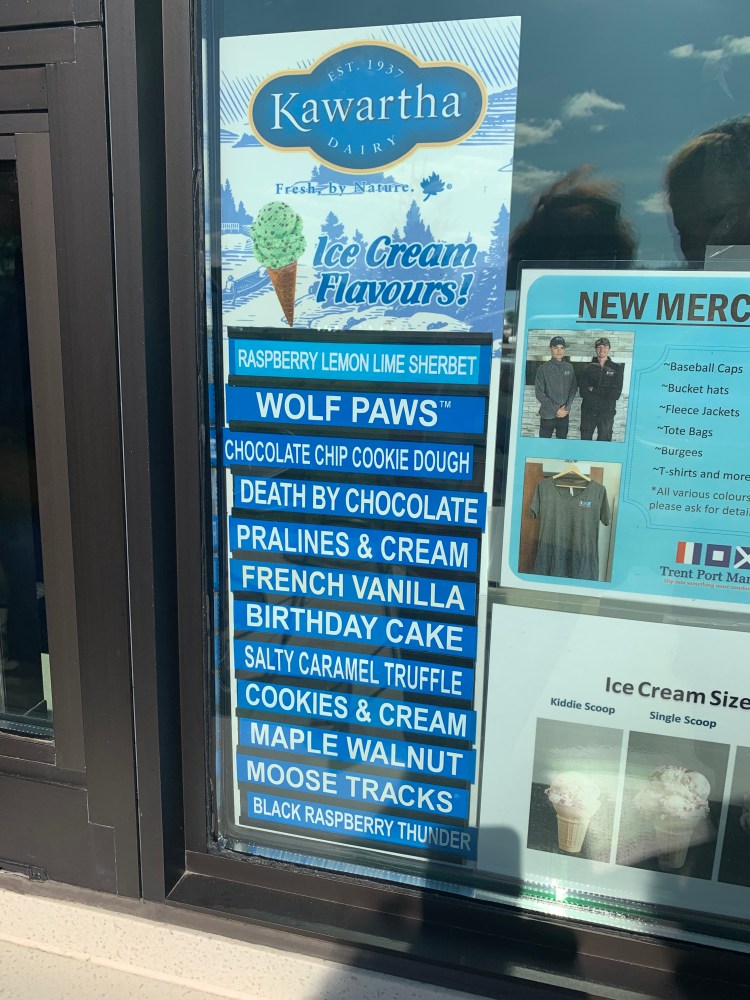 EST. 1937
Kawartha
DAIRY
Fresh, by Nature.
Ice Cream
Flavours!
RASPBERRY LEMON LIME SHERBET
WOLF PAWS™
CHOCOLATE CHIP COOKIE DOUGH
DEATH BY CHOCOLATE
PRALINES & CREAM
FRENCH VANILLA
BIRTHDAY CAKE
SALTY CARAMEL TRUFFLE
COOKIES & CREAM
MAPLE WALNUT
MOOSE TRACKS
BLACK RASPBERRY THUNDER
NEW MERC
~Baseball Caps
~Bucket hats
~Fleece Jackets
~Tote Bags
~Burgees
~T-shirts and more
*All various colours
please ask for detai
Trent Port Mar
Ice Cream Size
Kiddie Scoop
Single Scoop